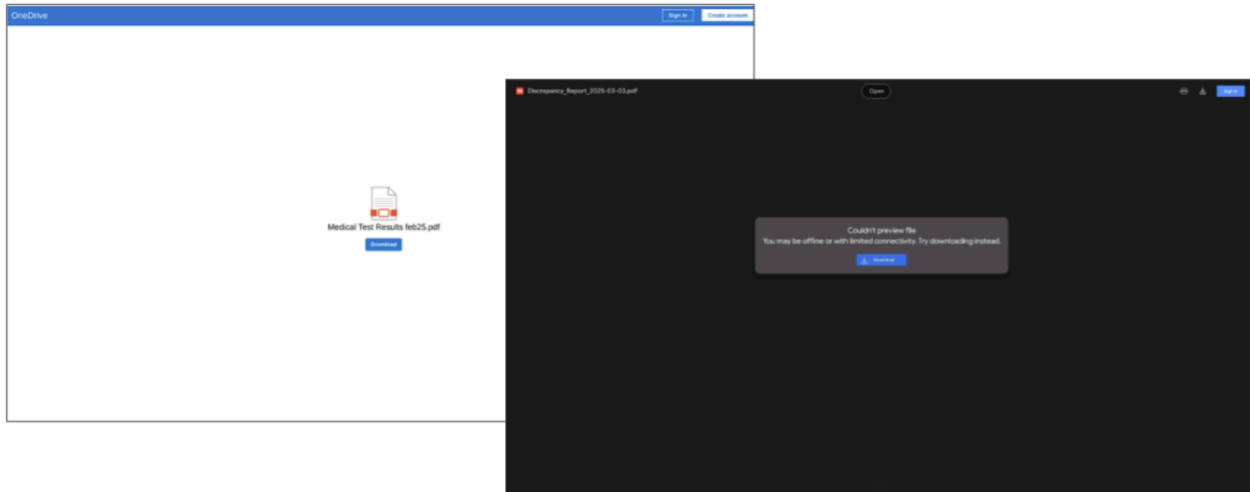 OneDrive
Sign In
Create account
Medical Test Results feb25.pdf
Download
Discrepancy_Report_2025-03-03.pdf
Open
Sign In
Couldn't preview file
You may be offline or with limited connectivity. Try downloading instead.
Download